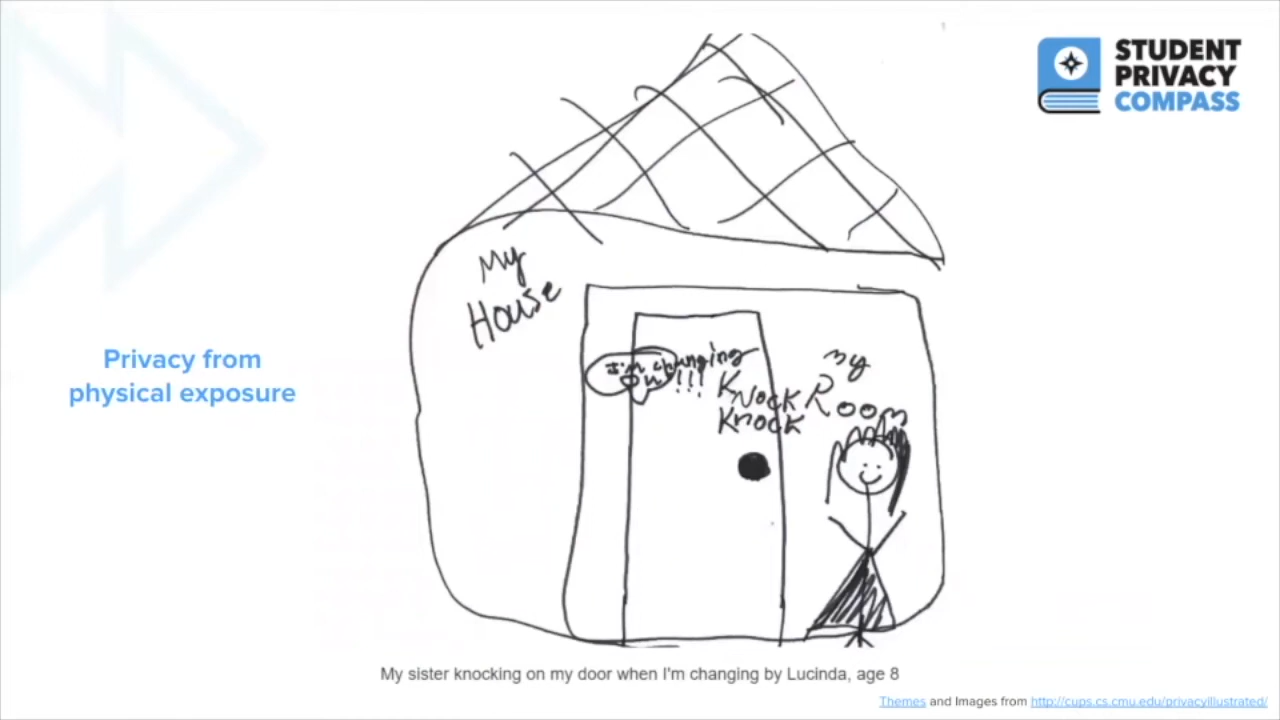 STUDENT
PRIVACY
COMPASS
My
House
Privacy from
physical exposure
I'm changing
!!!
Knock
Knock
my
Room
My sister knocking on my door when I'm changing by Lucinda, age 8
Themes and Images from http://cups.cs.cmu.edu/privacyillustrated/